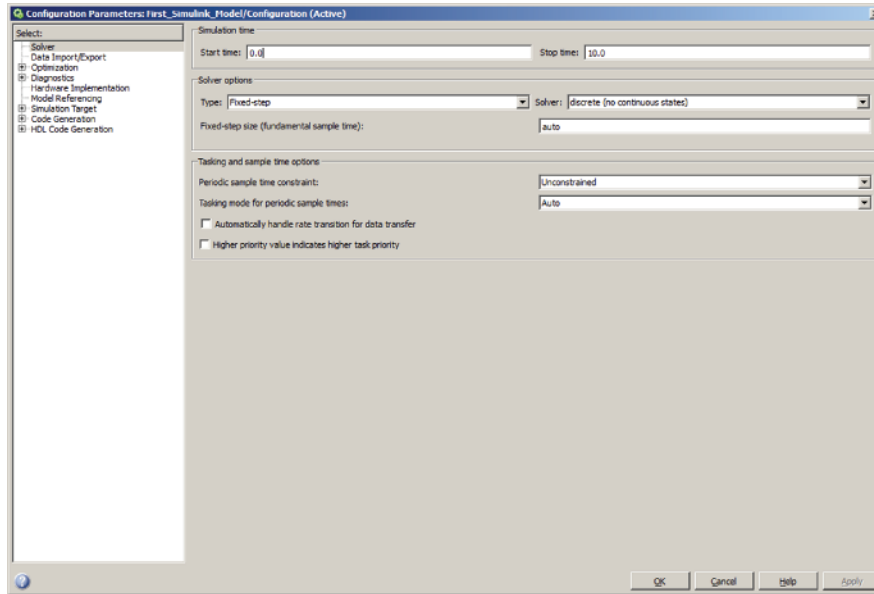 Configuration Parameters: First_Simulink_Model/Configuration (Active)
Select:
Solver
Data Import/Export
Optimization
Diagnostics
Hardware Implementation
Model Referencing
Simulation Target
Code Generation
HDL Code Generation
Simulation time
Start time: 0.0 Stop time: 10.0
Solver options
Type: Fixed-step Solver: discrete (no continuous states)
Fixed-step size (fundamental sample time): auto
Tasking and sample time options
Periodic sample time constraint: Unconstrained
Tasking mode for periodic sample times: Auto
Automatically handle rate transition for data transfer
Higher priority value indicates higher task priority
OK Cancel Help Apply